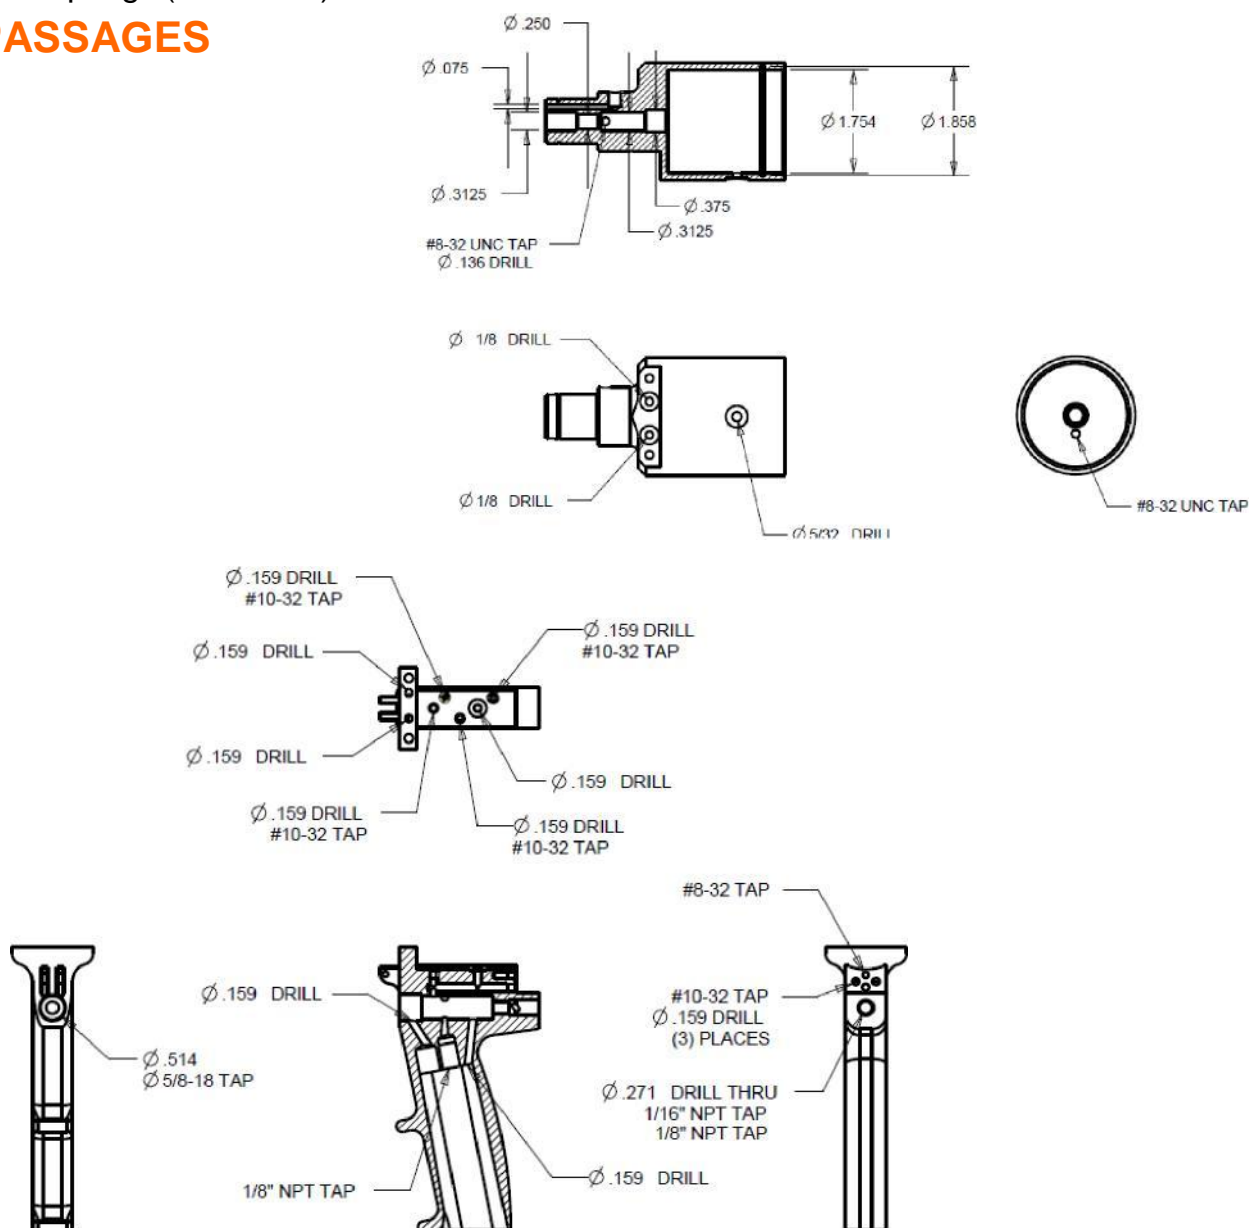 PASSAGES
Ø .250
Ø .075
Ø 1.754
Ø 1.858
Ø .3125
Ø .375
Ø .3125
#8-32 UNC TAP
Ø .136 DRILL
Ø 1/8 DRILL
Ø 1/8 DRILL
#8-32 UNC TAP
Ø 5/32 DRILL
Ø .159 DRILL
#10-32 TAP
Ø .159 DRILL
#10-32 TAP
Ø .159 DRILL
Ø .159 DRILL
Ø .159 DRILL
Ø .159 DRILL
#10-32 TAP
Ø .159 DRILL
#10-32 TAP
#8-32 TAP
Ø .159 DRILL
#10-32 TAP
Ø .159 DRILL
(3) PLACES
Ø .514
Ø 5/8-18 TAP
Ø .271 DRILL THRU
1/16" NPT TAP
1/8" NPT TAP
Ø .159 DRILL
1/8" NPT TAP